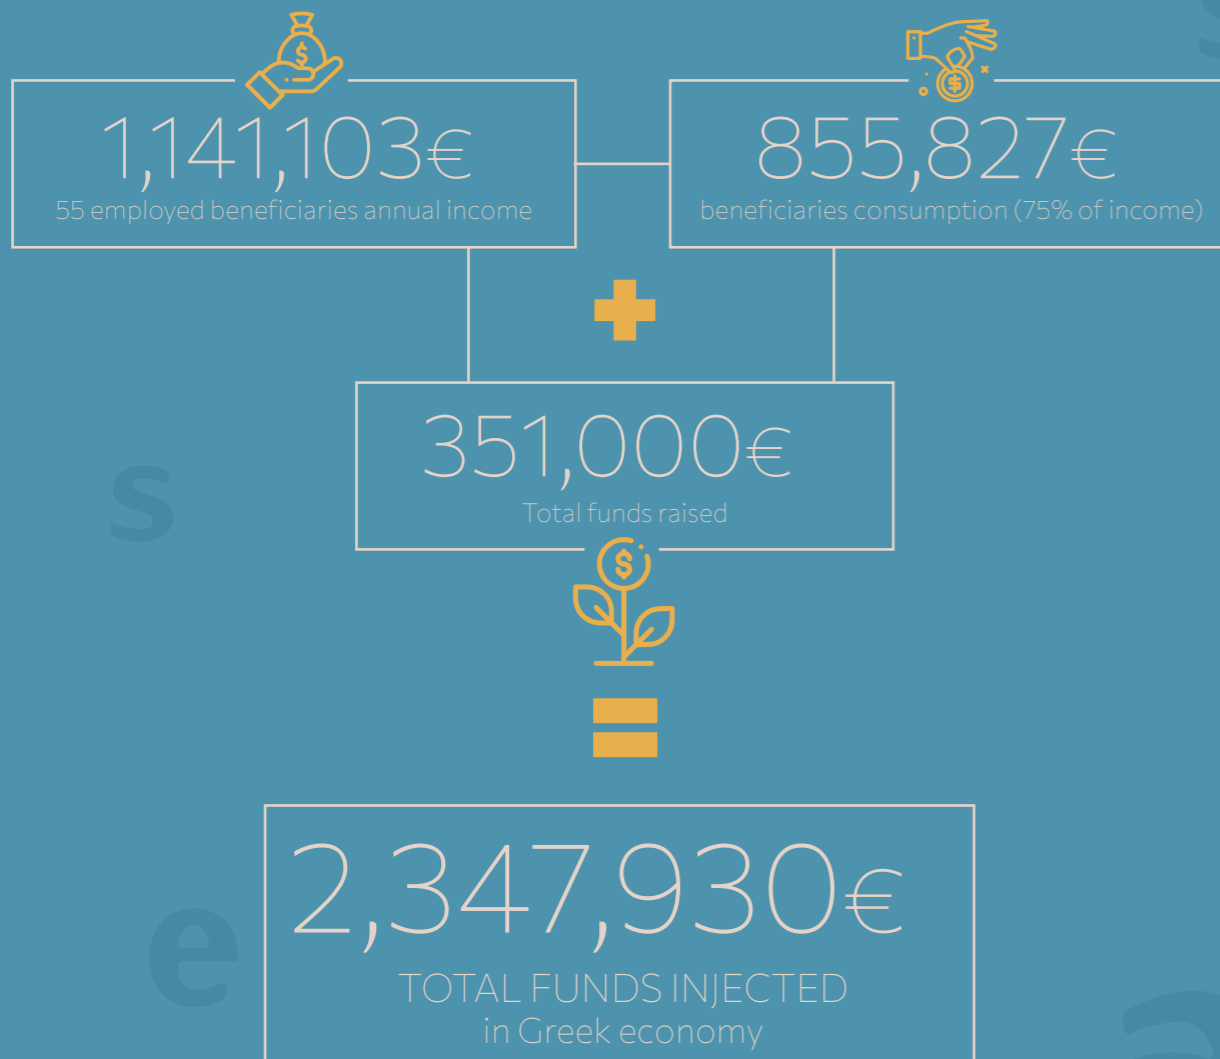 1,141,103€
55 employed beneficiaries annual income
855,827€
beneficiaries consumption (75% of income)
351,000€
Total funds raised
s
2,347,930€
TOTAL FUNDS INJECTED
in Greek economy
e
a